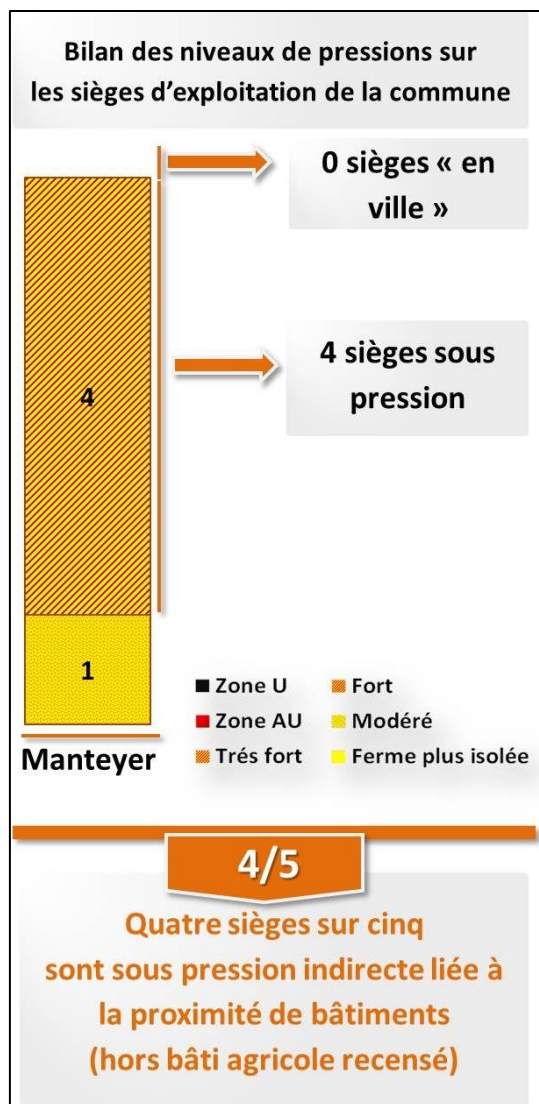 Bilan des niveaux de pressions sur
les sièges d'exploitation de la commune
0 sièges « en
ville »
4 sièges sous
pression
4
1
Zone U
Fort
Zone AU
Modéré
Trés fort
Ferme plus isolée
Manteyer
4/5
Quatre sièges sur cinq
sont sous pression indirecte liée à
la proximité de bâtiments
(hors bâti agricole recensé)